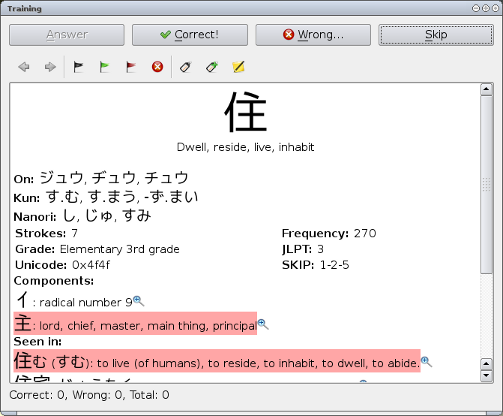 Training
Answer Correct! Wrong... Skip
住
Dwell, reside, live, inhabit
On: ジュウ, ヂュウ, チュウ
Kun: す.む, す.まう, -ず.まい
Nanori: し, じゅ, すみ
Strokes: 7 Frequency: 270
Grade: Elementary 3rd grade JLPT: 3
Unicode: 0x4f4f SKIP: 1-2-5
Components:
イ: radical number 9
主: lord, chief, master, main thing, principal
Seen in:
住む (すむ): to live (of humans), to reside, to inhabit, to dwell, to abide.
Correct: 0, Wrong: 0, Total: 0